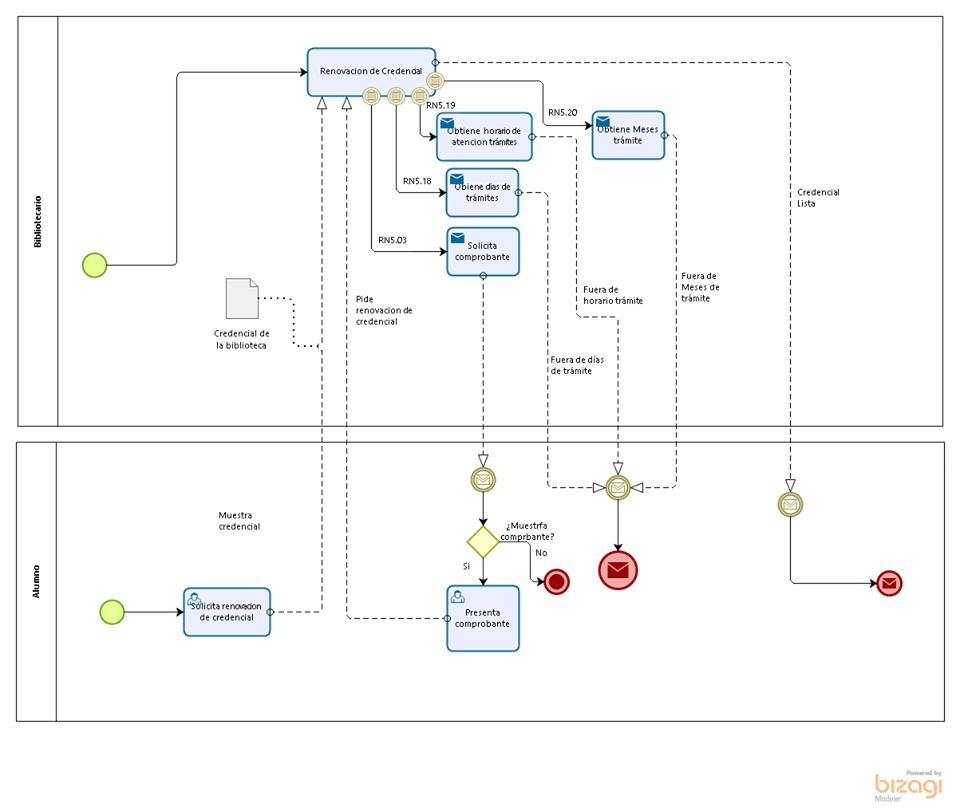 Bibliotecario
Renovacion de Credencial
RN5.19
RN5.20
Obtiene horario de
atencion trámites
Obtiene Meses
trámite
RN5.18
Obiene dias de
trámites
Credencial
Lista
RN5.03
Solicita
comprobante
Fuera de
horario trámite
Fuera de
Meses de
trámite
Pide
renovacion de
credencial
Credencial de
la biblioteca
Fuera de días
de trámite
Alumno
Muestra
credencial
¿Muestrfa
comprbante?
No
Si
Solicita renovacion
de credencial
Presenta
comprobante
Powered by
bizagi
Modeler